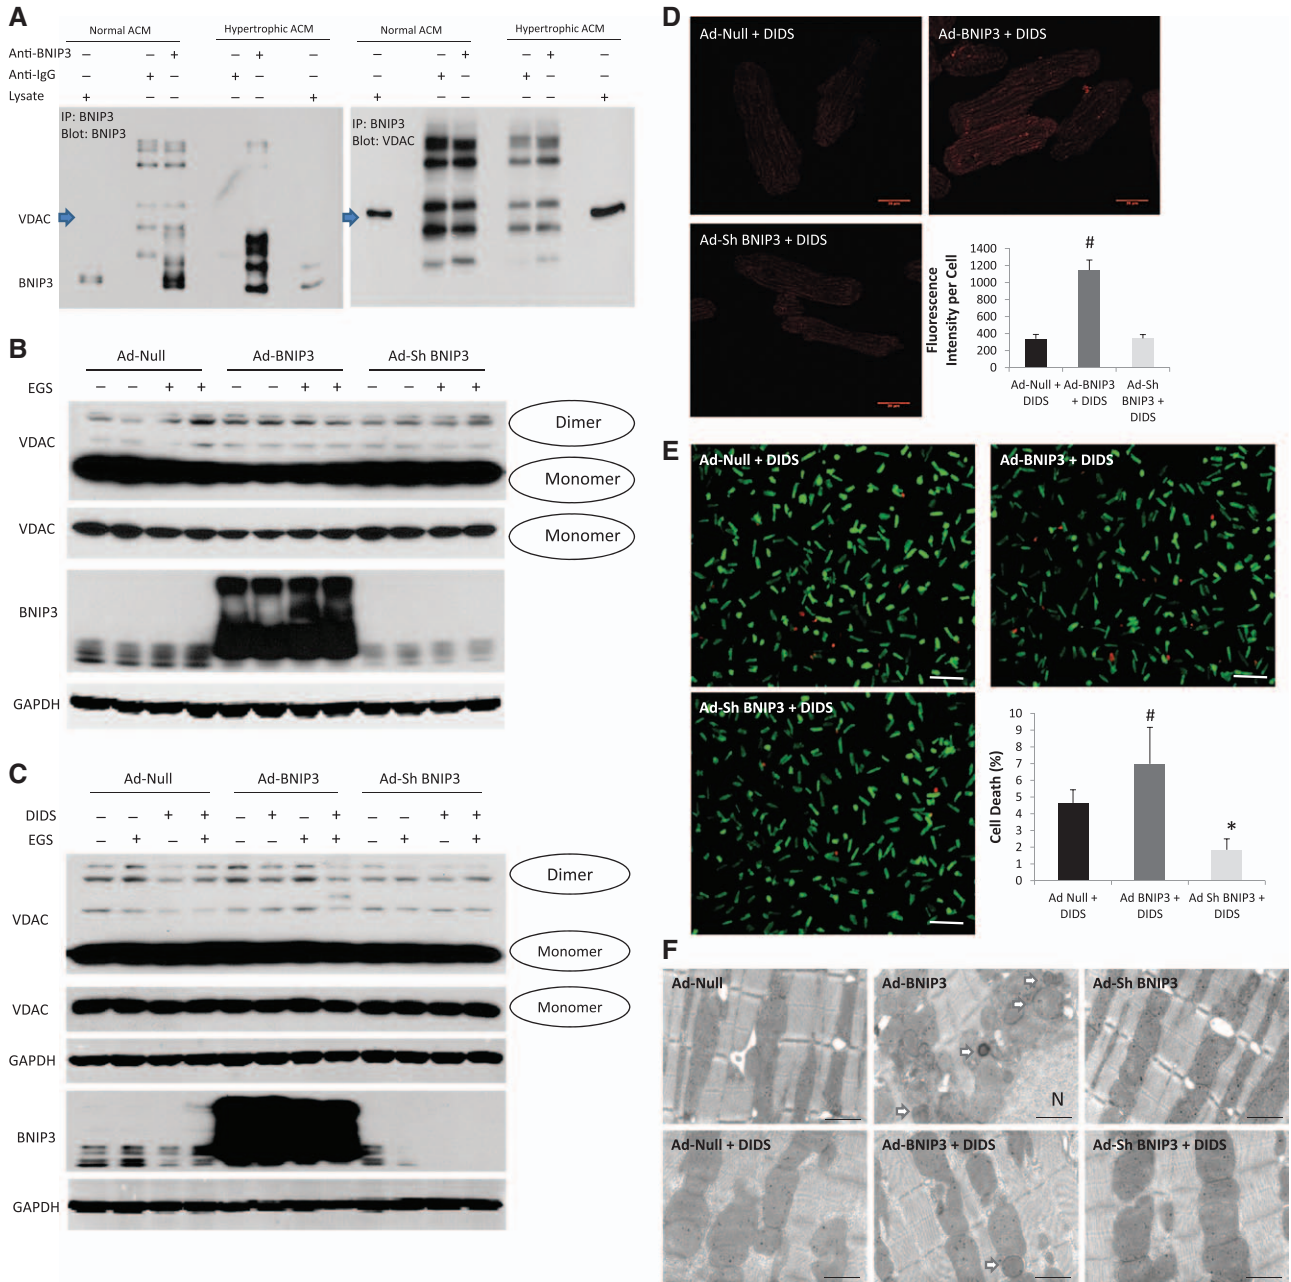 A
Normal ACM
Hypertrophic ACM
Normal ACM
Hypertrophic ACM
Anti-BNIP3 – – + – + – – – + – + –
Anti-IgG – + – + – – – + – + – –
Lysate + – – – – + + – – – – +
IP: BNIP3
Blot: BNIP3
IP: BNIP3
Blot: VDAC
VDAC
BNIP3
B
Ad-Null
Ad-BNIP3
Ad-Sh BNIP3
EGS – – + + – – + + – – + +
VDAC
Dimer
Monomer
VDAC
Monomer
BNIP3
GAPDH
C
Ad-Null
Ad-BNIP3
Ad-Sh BNIP3
DIDS – – + + – + – + – – + +
EGS – + – + – – + + – + – +
VDAC
Dimer
Monomer
VDAC
Monomer
GAPDH
BNIP3
GAPDH
D
Ad-Null + DIDS
Ad-BNIP3 + DIDS
Ad-Sh BNIP3 + DIDS
Fluorescence
Intensity per Cell
1400
1200
1000
800
600
400
200
0
#
Ad-Null +
DIDS
Ad-BNIP3
+ DIDS
Ad-Sh
BNIP3 +
DIDS
E
Ad-Null + DIDS
Ad-BNIP3 + DIDS
Ad-Sh BNIP3 + DIDS
Cell Death (%)
10
9
8
7
6
5
4
3
2
1
0
#
*
Ad Null +
DIDS
Ad BNIP3 +
DIDS
Ad Sh BNIP3 +
DIDS
F
Ad-Null
Ad-BNIP3
N
Ad-Sh BNIP3
Ad-Null + DIDS
Ad-BNIP3 + DIDS
Ad-Sh BNIP3 + DIDS